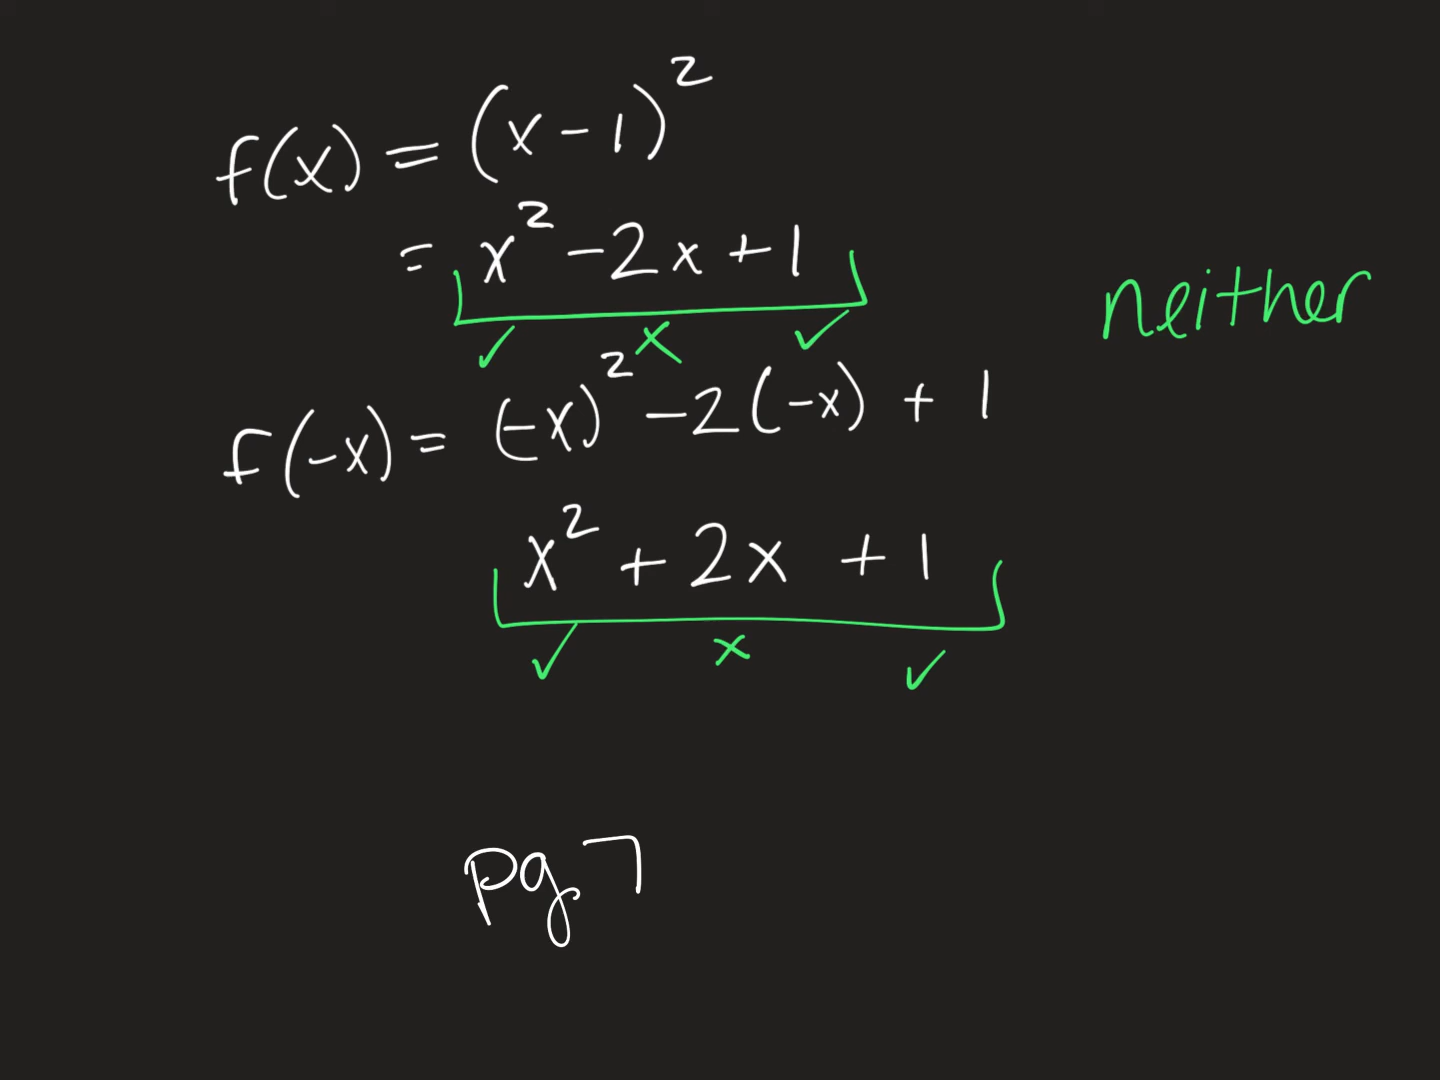 f(x) = (x - 1)²
= x² - 2x + 1
✓ x ✓
neither
f(-x) = (-x)² - 2(-x) + 1
x² + 2x + 1
✓ x ✓
pg 7